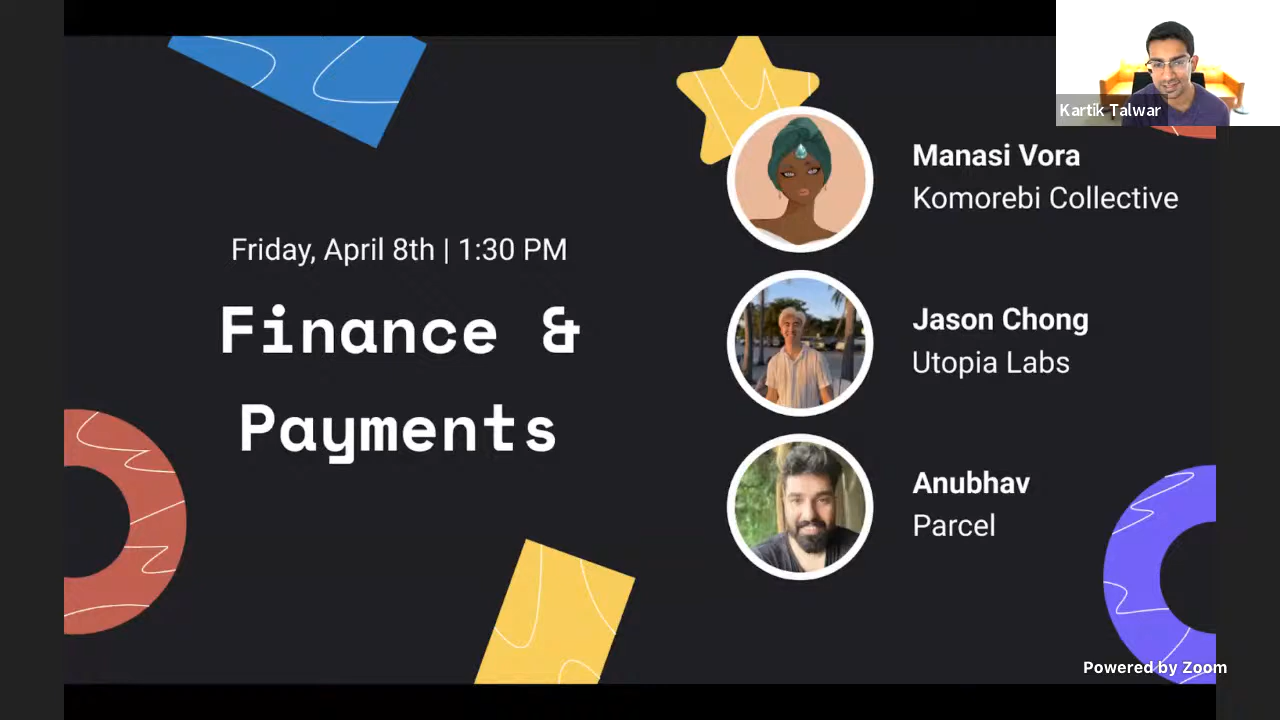 Kartik Talwar
Friday, April 8th | 1:30 PM
Finance &
Payments
Manasi Vora
Komorebi Collective
Jason Chong
Utopia Labs
Anubhav
Parcel
Powered by Zoom